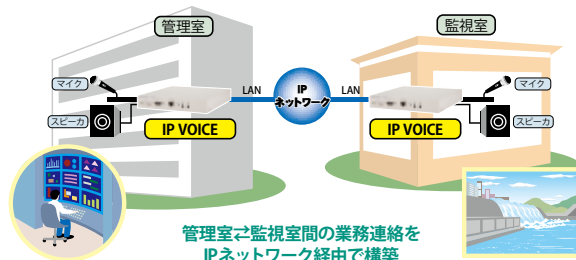 管理室
監視室
マイク
スピーカ
LAN
IP
ネットワーク
LAN
マイク
スピーカ
IP VOICE
IP VOICE
管理室⇄監視室間の業務連絡を
IPネットワーク経由で構築